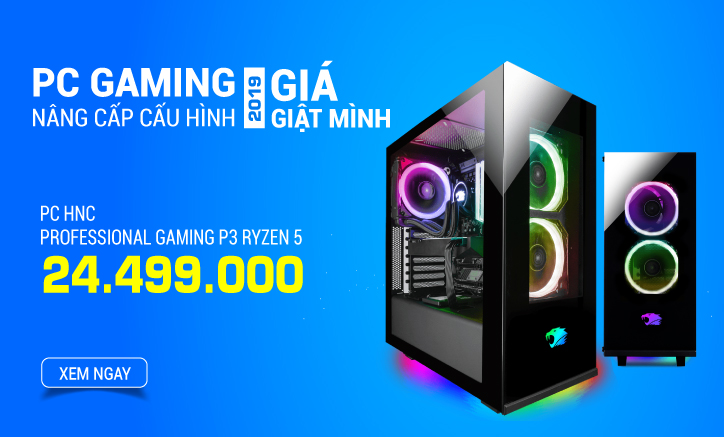 PC GAMING
NÂNG CẤP CẤU HÌNH
2019
GIÁ
GIẬT MÌNH
PC HNC
PROFESSIONAL GAMING P3 RYZEN 5
24.499.000
XEM NGAY